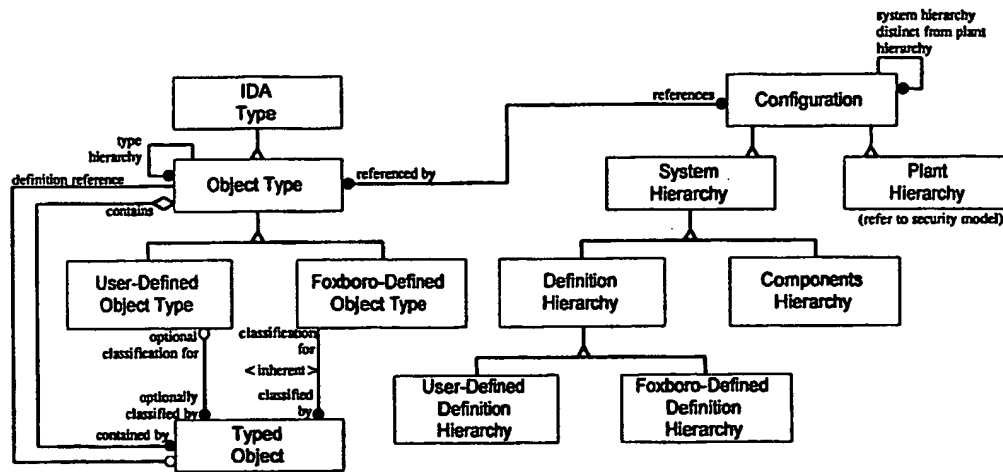 system hierarchy
distinct from plant
hierarchy
IDA
Type
references
Configuration
type
hierarchy
definition reference
Object Type
referenced by
contains
System
Hierarchy
Plant
Hierarchy
(refer to security model)
User-Defined
Object Type
Foxboro-Defined
Object Type
Definition
Hierarchy
Components
Hierarchy
optional
classification for
classification
for
< inherent >
optionally
classified by
classified
by
contained by
Typed
Object
User-Defined
Definition
Hierarchy
Foxboro-Defined
Definition
Hierarchy